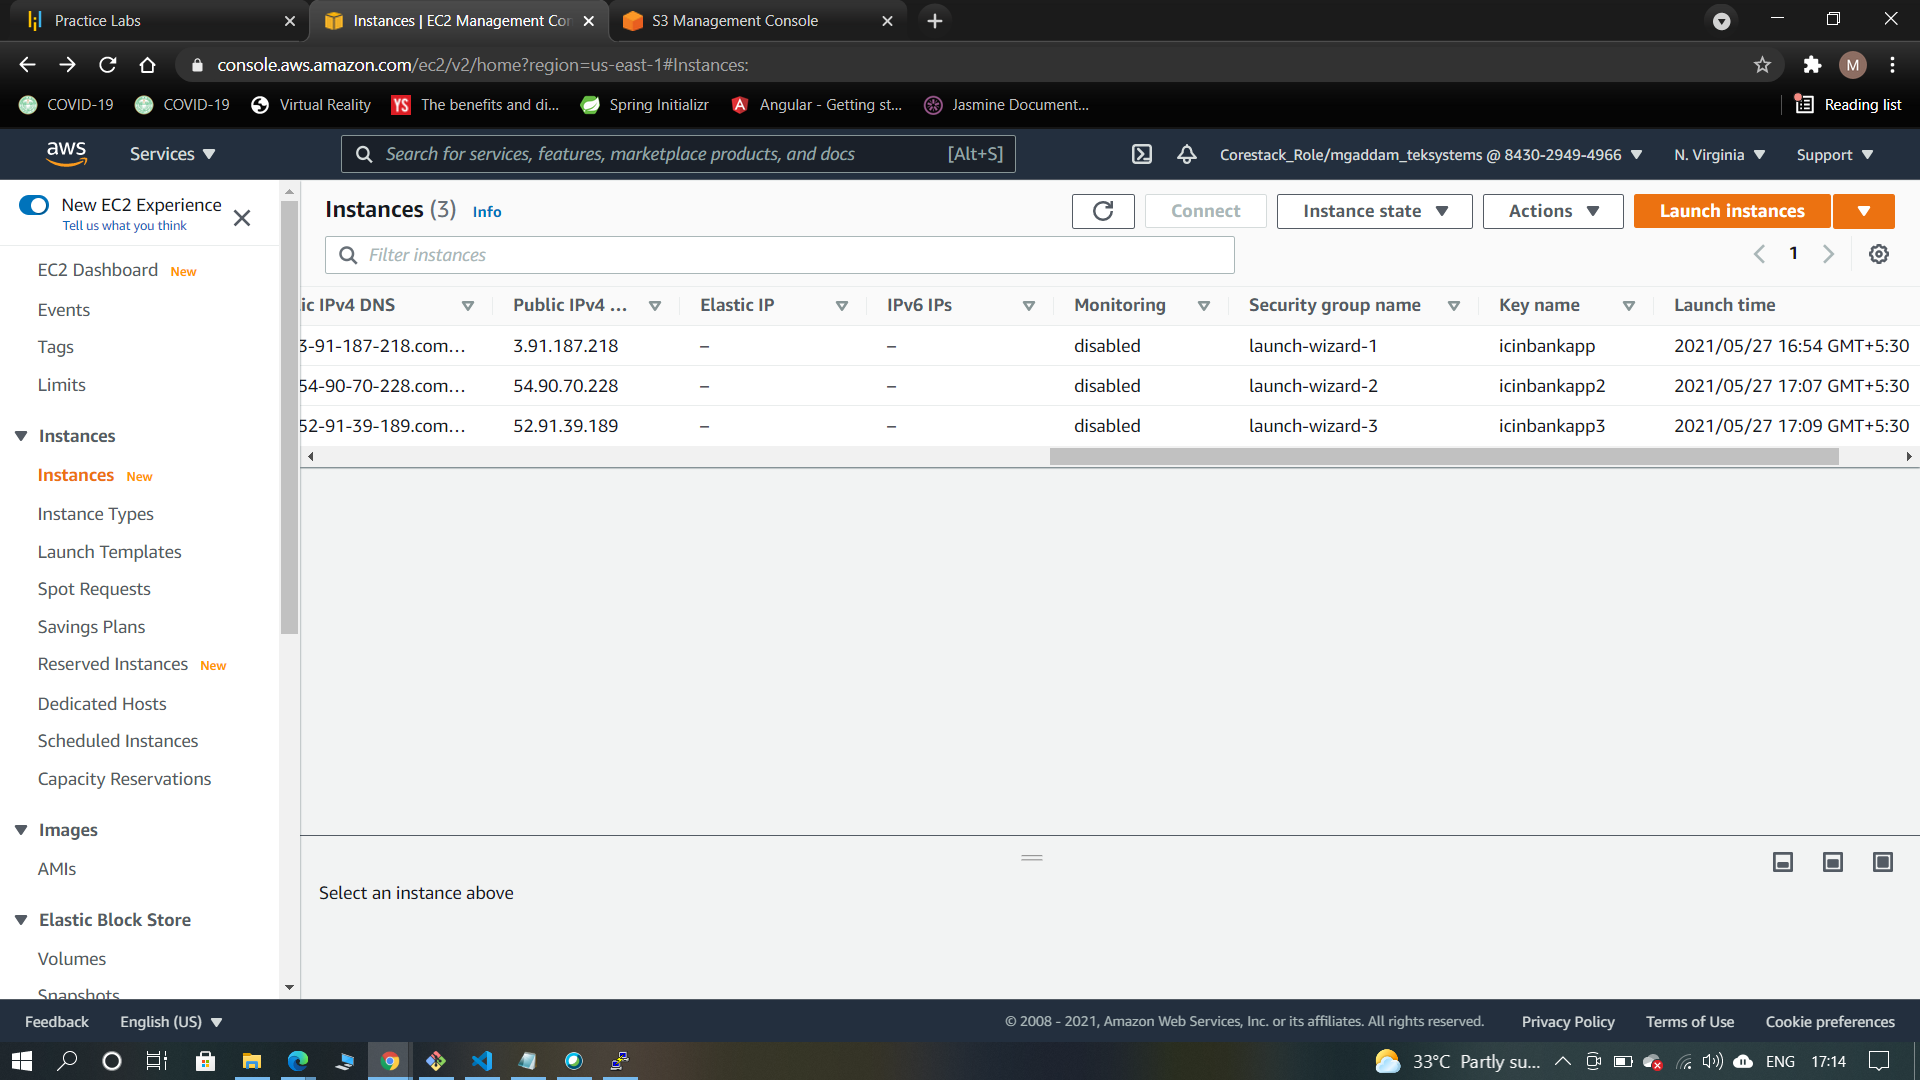 Practice Labs
Instances | EC2 Management Con
S3 Management Console
console.aws.amazon.com/ec2/v2/home?region=us-east-1#Instances:
M
COVID-19
COVID-19
Virtual Reality
YS
The benefits and di...
Spring Initializr
Angular - Getting st...
Jasmine Document...
Reading list
aws
Services
Search for services, features, marketplace products, and docs
[Alt+S]
Corestack_Role/mgaddam_teksystems @ 8430-2949-4966
N. Virginia
Support
New EC2 Experience
Tell us what you think
EC2 Dashboard New
Events
Tags
Limits
Instances
Instances New
Instance Types
Launch Templates
Spot Requests
Savings Plans
Reserved Instances New
Dedicated Hosts
Scheduled Instances
Capacity Reservations
Images
AMIs
Elastic Block Store
Volumes
Snapshots
Instances (3) Info
Connect
Instance state
Actions
Launch instances
Filter instances
1
ic IPv4 DNS
Public IPv4 ...
Elastic IP
IPv6 IPs
Monitoring
Security group name
Key name
Launch time
3-91-187-218.com... 3.91.187.218 – – disabled launch-wizard-1 icinbankapp 2021/05/27 16:54 GMT+5:30
54-90-70-228.com... 54.90.70.228 – – disabled launch-wizard-2 icinbankapp2 2021/05/27 17:07 GMT+5:30
52-91-39-189.com... 52.91.39.189 – – disabled launch-wizard-3 icinbankapp3 2021/05/27 17:09 GMT+5:30
Select an instance above
Feedback
English (US)
© 2008 - 2021, Amazon Web Services, Inc. or its affiliates. All rights reserved.
Privacy Policy
Terms of Use
Cookie preferences
33°C Partly su...
ENG
17:14